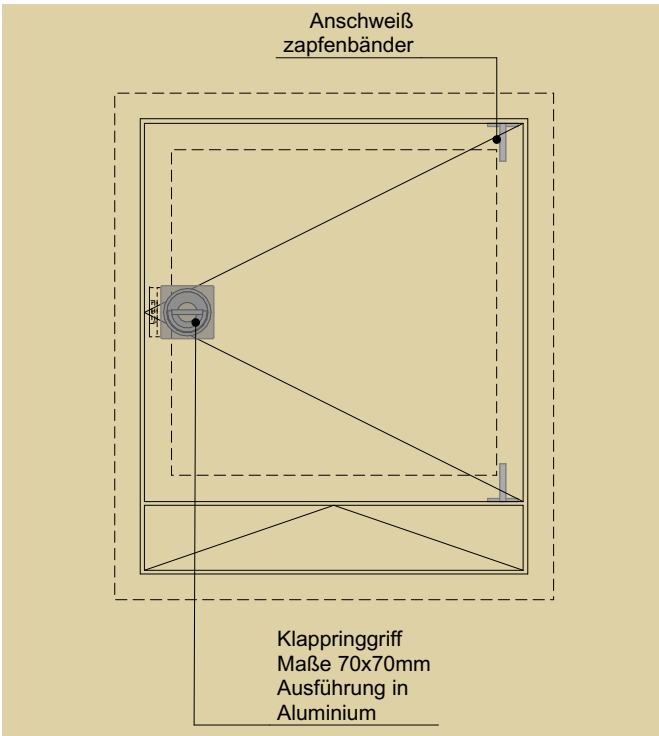 Anschweiß
zapfenbänder
Klappringgriff
Maße 70x70mm
Ausführung in
Aluminium